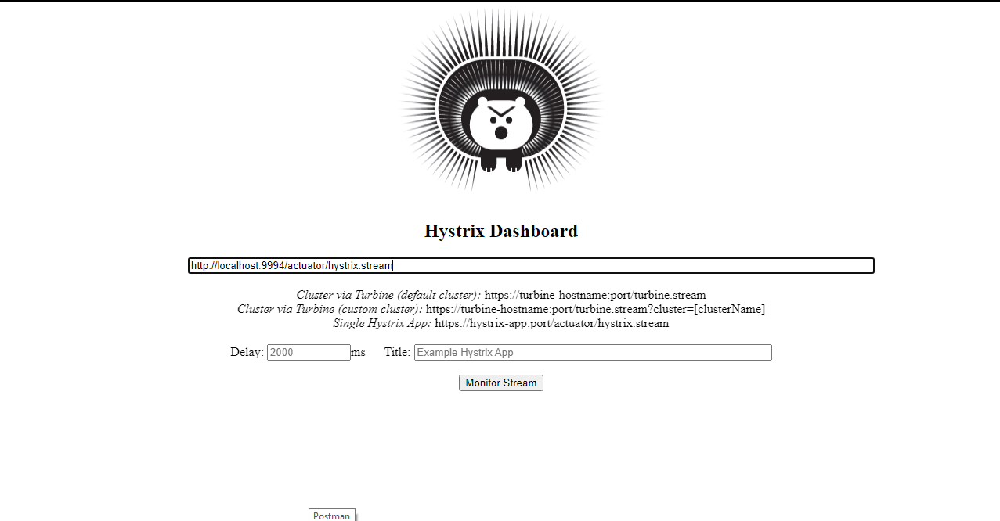 Hystrix Dashboard
http://localhost:9994/actuator/hystrix.stream
Cluster via Turbine (default cluster): https://turbine-hostname:port/turbine.stream
Cluster via Turbine (custom cluster): https://turbine-hostname:port/turbine.stream?cluster=[clusterName]
Single Hystrix App: https://hystrix-app:port/actuator/hystrix.stream
Delay: 2000 ms Title: Example Hystrix App
Monitor Stream
Postman